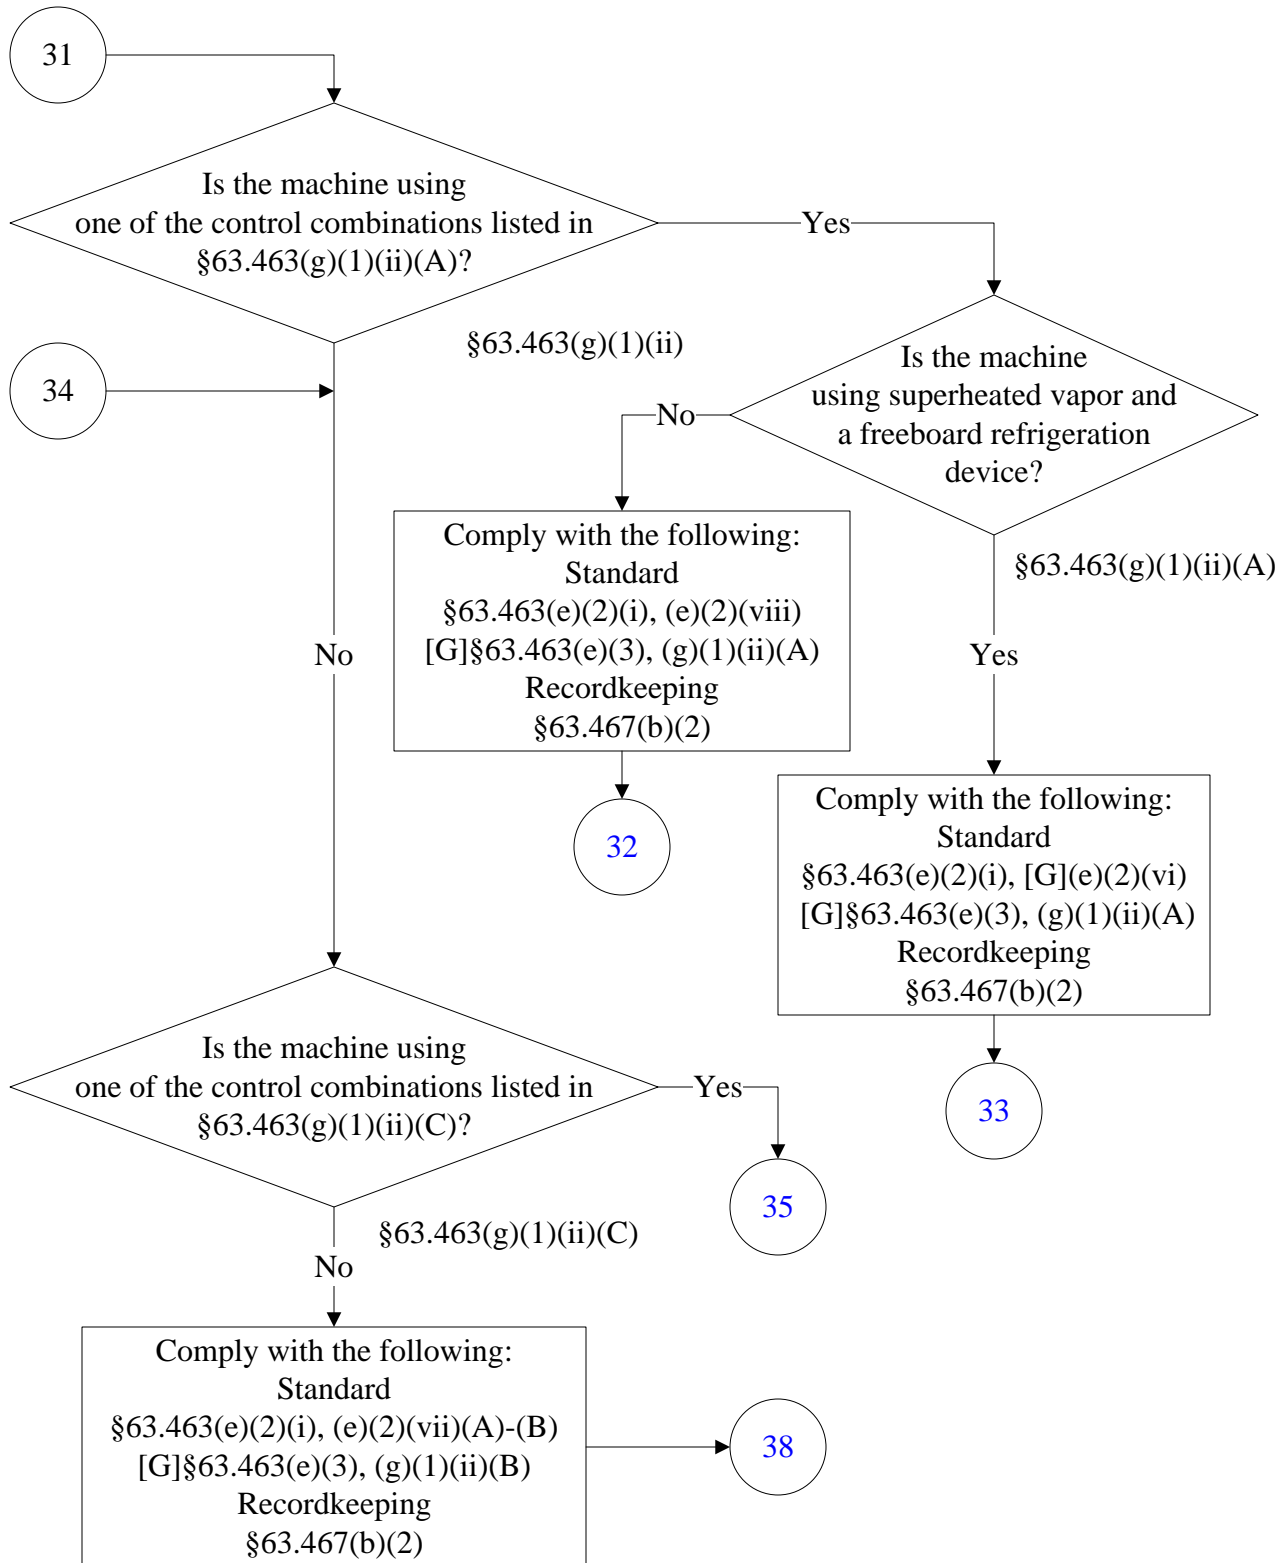 31
Is the machine using
one of the control combinations listed in
§63.463(g)(1)(ii)(A)?
Yes
§63.463(g)(1)(ii)
Is the machine
using superheated vapor and
a freeboard refrigeration
device?
34
No
§63.463(g)(1)(ii)(A)
Comply with the following:
Standard
§63.463(e)(2)(i), (e)(2)(viii)
[G]§63.463(e)(3), (g)(1)(ii)(A)
Recordkeeping
§63.467(b)(2)
No
Yes
32
Comply with the following:
Standard
§63.463(e)(2)(i), [G](e)(2)(vi)
[G]§63.463(e)(3), (g)(1)(ii)(A)
Recordkeeping
§63.467(b)(2)
33
Is the machine using
one of the control combinations listed in
§63.463(g)(1)(ii)(C)?
Yes
35
§63.463(g)(1)(ii)(C)
No
Comply with the following:
Standard
§63.463(e)(2)(i), (e)(2)(vii)(A)-(B)
[G]§63.463(e)(3), (g)(1)(ii)(B)
Recordkeeping
§63.467(b)(2)
38